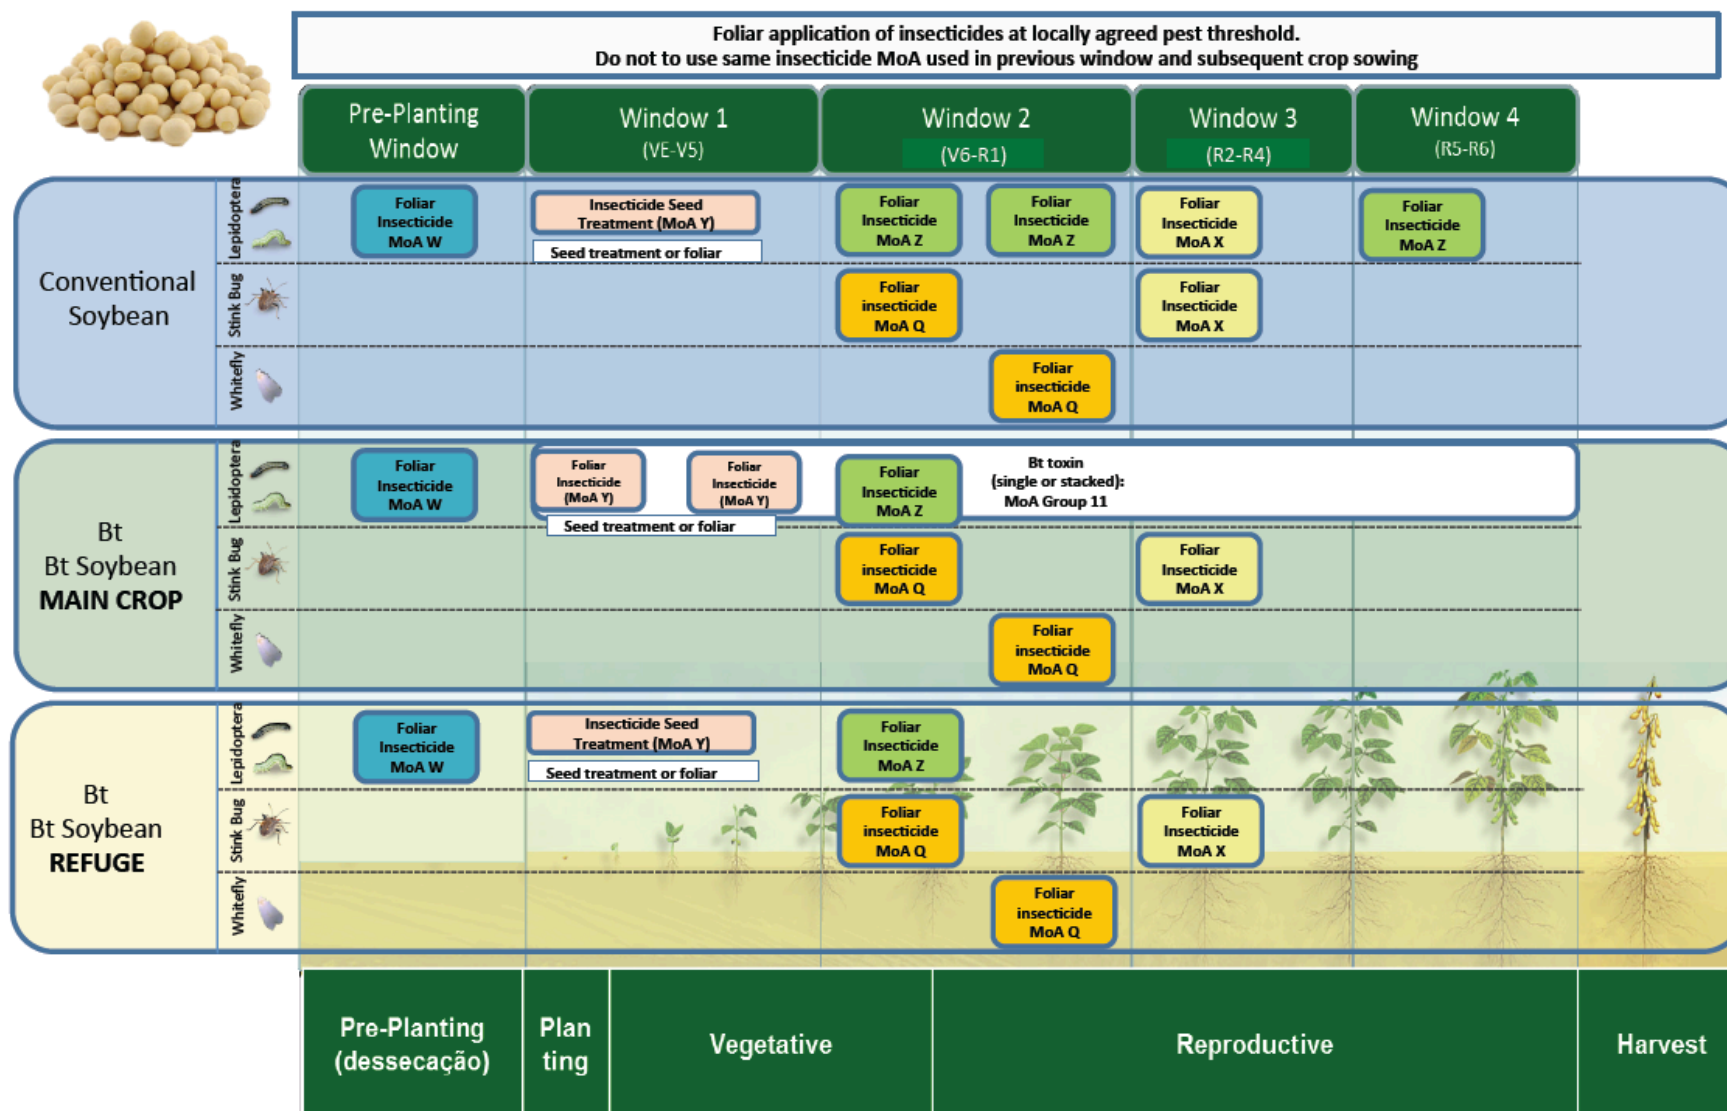 Foliar application of insecticides at locally agreed pest threshold.
Do not to use same insecticide MoA used in previous window and subsequent crop sowing
Pre-Planting
Window
Window 1
(VE-V5)
Window 2
(V6-R1)
Window 3
(R2-R4)
Window 4
(R5-R6)
Conventional
Soybean
Lepidoptera
Foliar
Insecticide
MoA W
Insecticide Seed
Treatment (MoA Y)
Seed treatment or foliar
Foliar
Insecticide
MoA Z
Foliar
Insecticide
MoA Z
Foliar
Insecticide
MoA X
Foliar
Insecticide
MoA Z
Stink Bug
Foliar
insecticide
MoA Q
Foliar
Insecticide
MoA X
Whitefly
Foliar
insecticide
MoA Q
Bt
Bt Soybean
MAIN CROP
Lepidoptera
Foliar
Insecticide
MoA W
Foliar
Insecticide
(MoA Y)
Foliar
Insecticide
(MoA Y)
Seed treatment or foliar
Foliar
Insecticide
MoA Z
Bt toxin
(single or stacked):
MoA Group 11
Stink Bug
Foliar
insecticide
MoA Q
Foliar
Insecticide
MoA X
Whitefly
Foliar
insecticide
MoA Q
Bt
Bt Soybean
REFUGE
Lepidoptera
Foliar
Insecticide
MoA W
Insecticide Seed
Treatment (MoA Y)
Seed treatment or foliar
Foliar
Insecticide
MoA Z
Stink Bug
Foliar
insecticide
MoA Q
Foliar
Insecticide
MoA X
Whitefly
Foliar
insecticide
MoA Q
Pre-Planting
(dessecação)
Plan
ting
Vegetative
Reproductive
Harvest